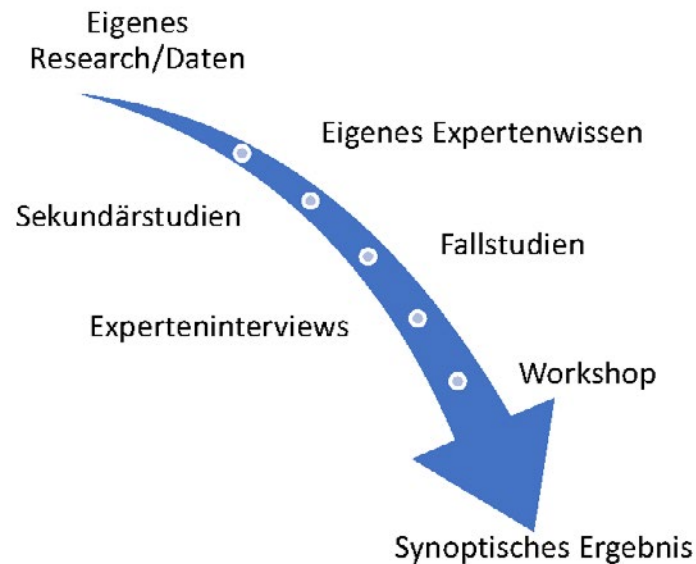 Eigenes
Research/Daten
Eigenes Expertenwissen
Sekundärstudien
Fallstudien
Experteninterviews
Workshop
Synoptisches Ergebnis